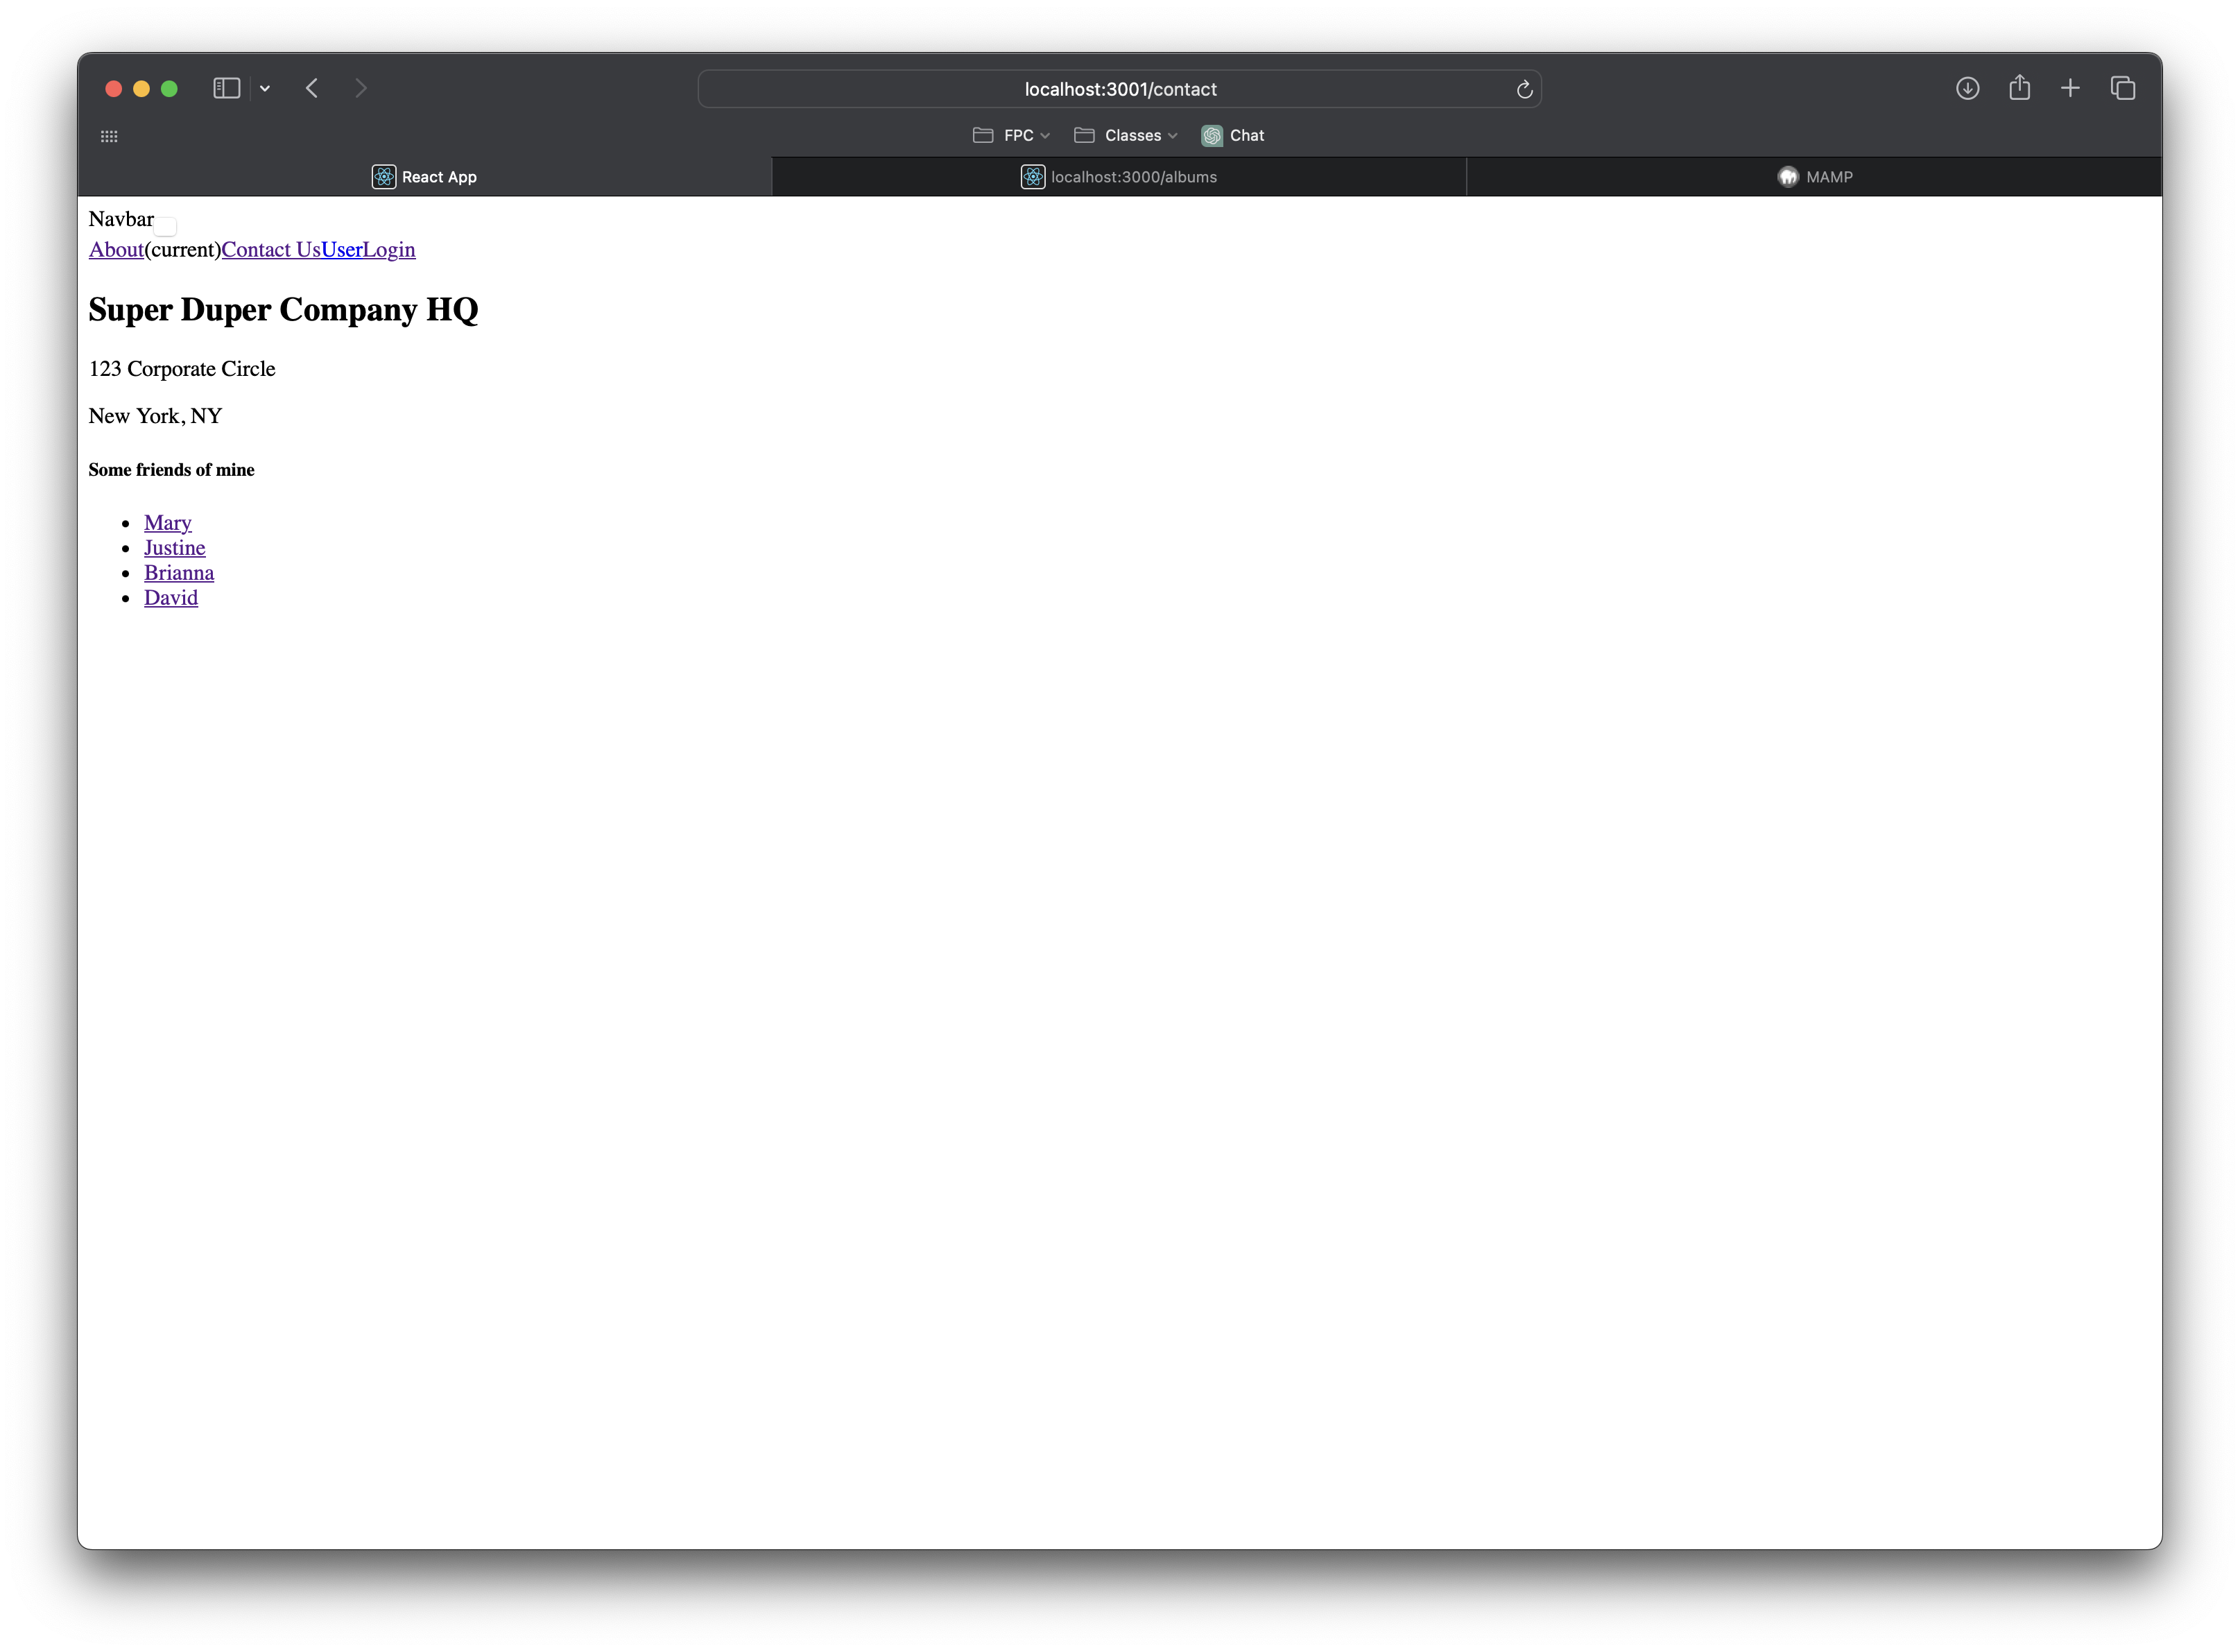 localhost:3001/contact
FPC Classes Chat
React App localhost:3000/albums MAMP
Navbar
About(current)Contact UsUserLogin
Super Duper Company HQ
123 Corporate Circle
New York, NY
Some friends of mine
Mary
Justine
Brianna
David